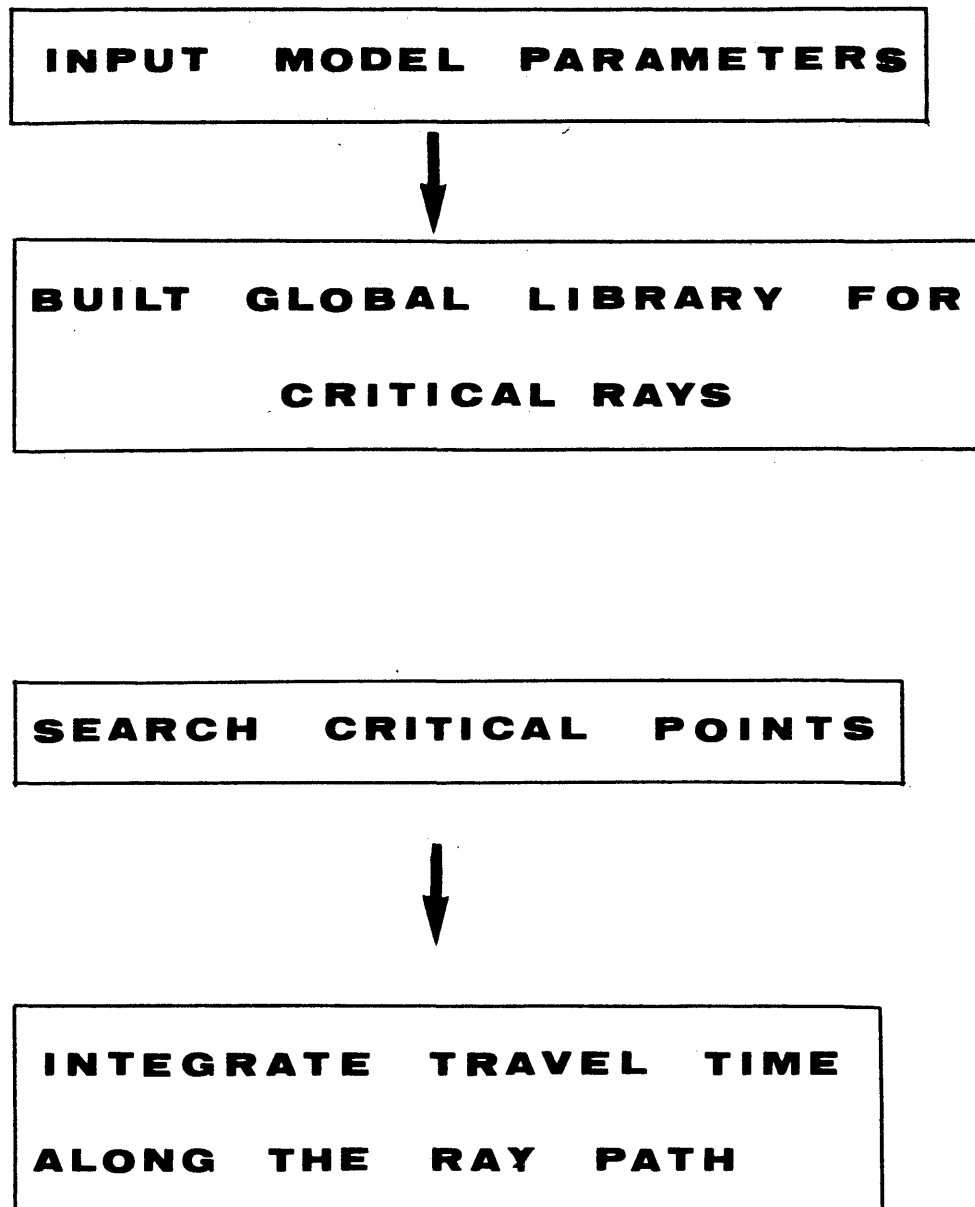 INPUT MODEL PARAMETERS
BUILT GLOBAL LIBRARY FOR
CRITICAL RAYS
SEARCH CRITICAL POINTS
INTEGRATE TRAVEL TIME
ALONG THE RAY PATH